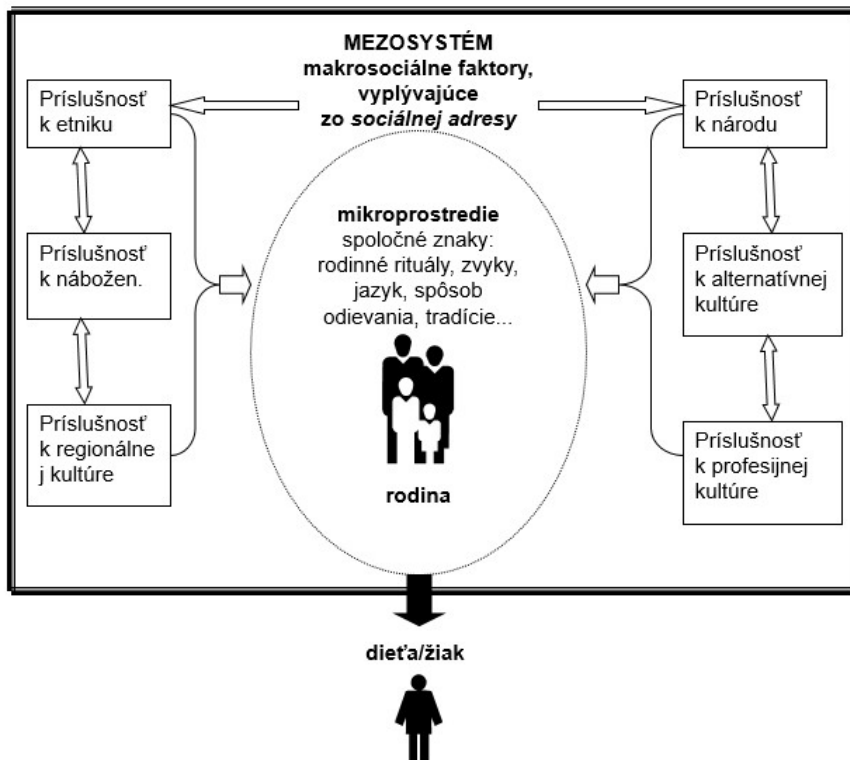 MEZOSYSTÉM
makrosociálne faktory,
vyplývajúce
zo sociálnej adresy
Príslušnosť
k etniku
Príslušnosť
k nábožen.
Príslušnosť
k regionálne
j kultúre
mikroprostredie
spoločné znaky:
rodinné rituály, zvyky,
jazyk, spôsob
odievania, tradície...
rodina
Príslušnosť
k národu
Príslušnosť
k alternatívnej
kultúre
Príslušnosť
k profesijnej
kultúre
dieťa/žiak